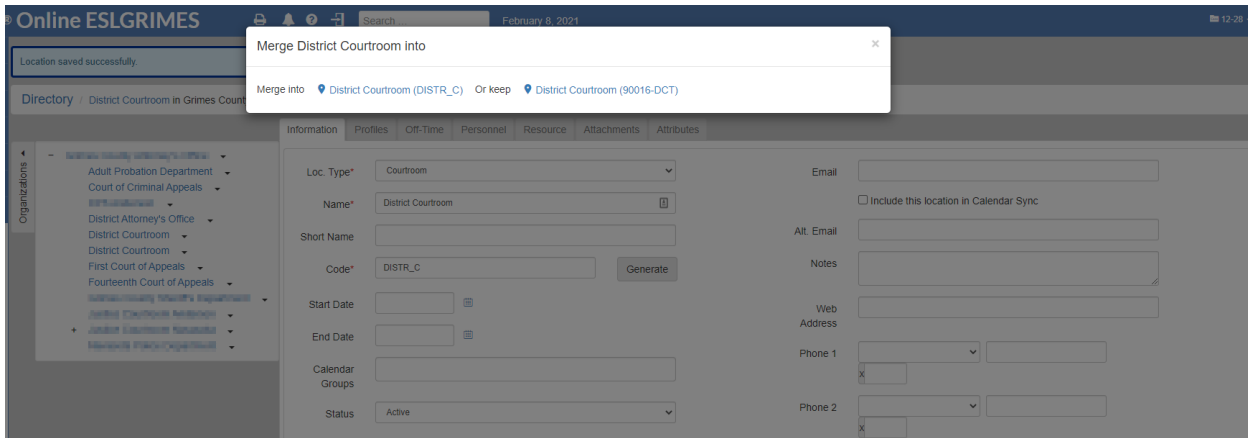 ® Online ESLGRIMES
Search ...
February 8, 2021
12-28
Location saved successfully.
Merge District Courtroom into
×
Merge into District Courtroom (DISTR_C) Or keep District Courtroom (90016-DCT)
Directory / District Courtroom in Grimes Count
Information Profiles Off-Time Personnel Resource Attachments Attributes
Organizations
Adult Probation Department
Court of Criminal Appeals
District Attorney's Office
District Courtroom
District Courtroom
First Court of Appeals
Fourteenth Court of Appeals
Loc. Type* Courtroom
Name* District Courtroom
Short Name
Code* DISTR_C Generate
Start Date
End Date
Calendar
Groups
Status Active
Email
Include this location in Calendar Sync
Alt. Email
Notes
Web
Address
Phone 1
x
Phone 2
x